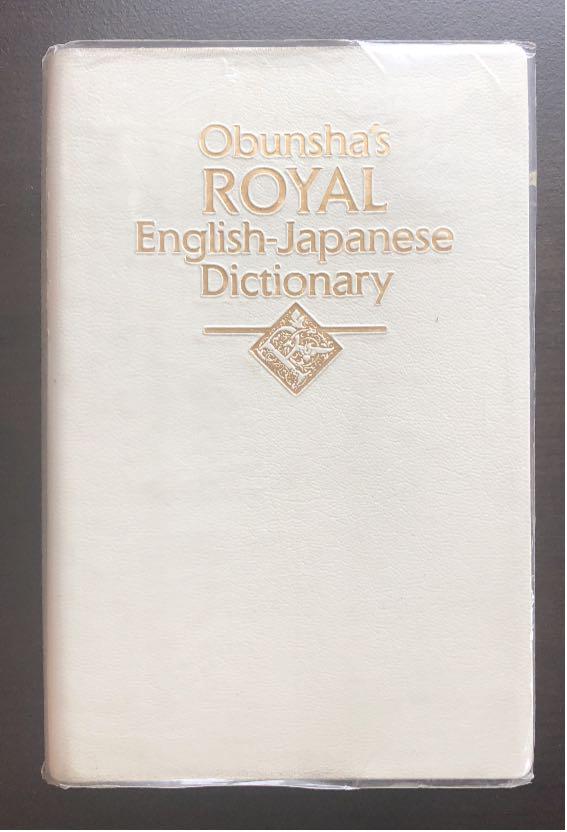 Obunsha's
ROYAL
English-Japanese
Dictionary
R